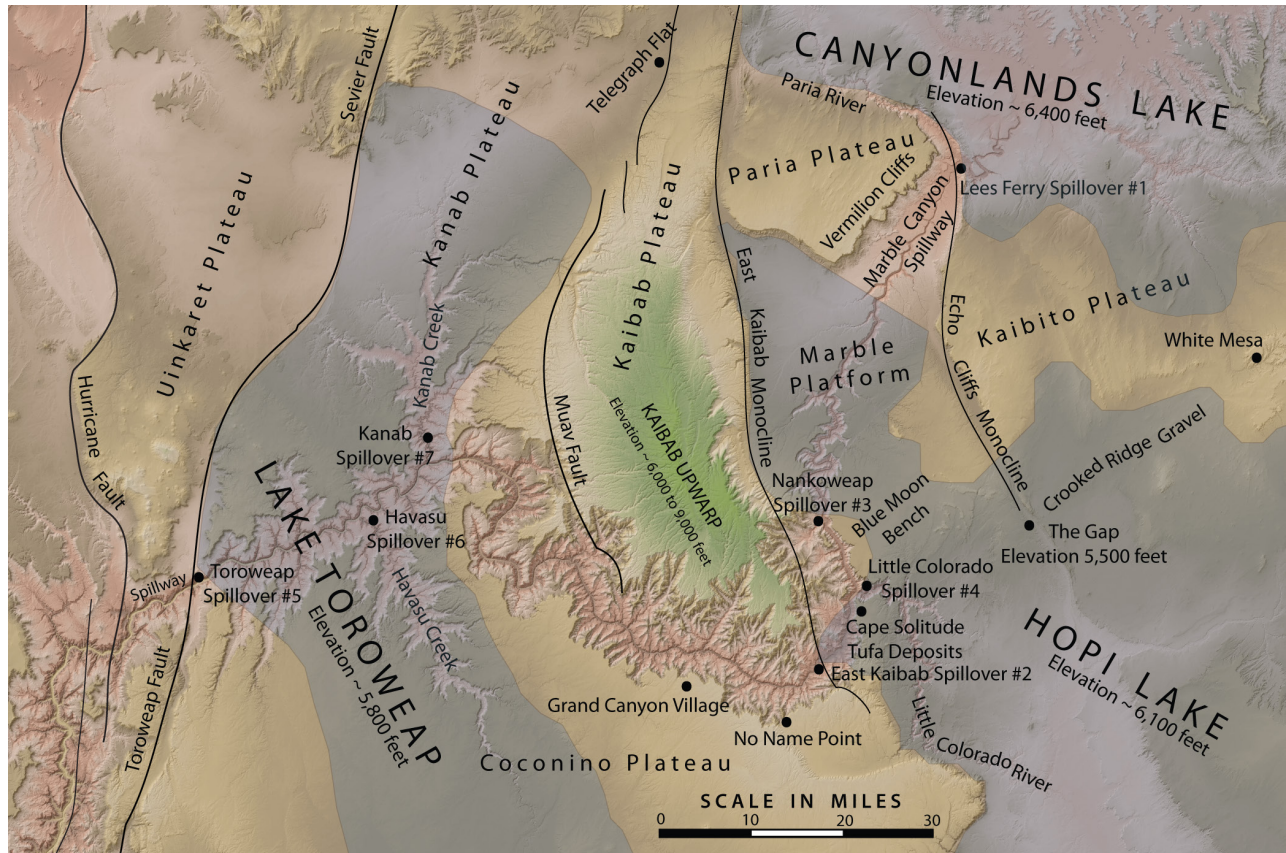 CANYONLANDS LAKE
Elevation ~ 6,400 feet
Telegraph Flat
Sevier Fault
Paria River
Kanab Plateau
Paria Plateau
Vermilion Cliffs
Lees Ferry Spillover #1
Marble Canyon
Spillway
Uinkaret Plateau
Kaibab Plateau
East Kaibab Monocline
Echo Cliffs Monocline
Kaibito Plateau
White Mesa
Marble
Platform
Kanab Creek
Hurricane Fault
Muav Fault
KAIBAB UPWARP
Elevation ~ 6,000 to 9,000 feet
Kanab
Spillover #7
Crooked Ridge Gravel
Nankoweap
Spillover #3
Blue Moon
Bench
The Gap
Elevation 5,500 feet
LAKE TOROWEAP
Elevation ~ 5,800 feet
Havasu
Spillover #6
Havasu Creek
Spillway
Toroweap
Spillover #5
Little Colorado
Spillover #4
Cape Solitude
Tufa Deposits
HOPI LAKE
Elevation ~ 6,100 feet
East Kaibab Spillover #2
Toroweap Fault
Grand Canyon Village
No Name Point
Little Colorado River
Coconino Plateau
SCALE IN MILES
0 10 20 30